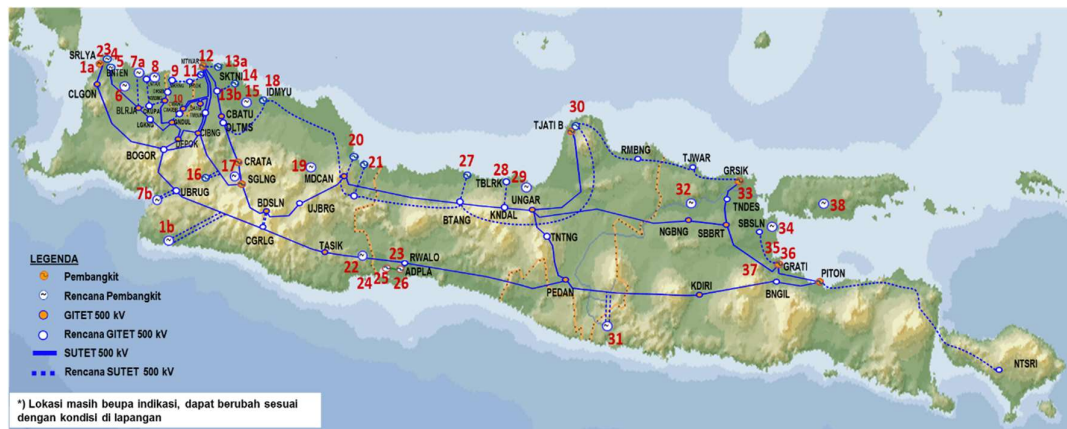 SRLYA
2
3
4
5
BNTEN
7a
8
9
MTWAR
12
13a
1a
11
SKTNI
14
CLGON
6
10
13b
15
18
IDMYU
BLRJA
CBATU
DLTMS
LGKNG
GNDUL
CIBNG
DEPOK
BOGOR
16
17
CRATA
SGLNG
19
MDCAN
20
21
27
TBLRK
28
29
UNGAR
TJATI B
30
RMBNG
TJWAR
GRSIK
33
TNDES
32
38
7b
UBRUG
BDSLN
UJBRG
BTANG
KNDAL
NGBNG
SBBRT
SBSLN
34
1b
CGRLG
TNTNG
35
36
GRATI
TASIK
23
RWALO
22
ADPLA
24
25
26
PEDAN
KDIRI
37
BNGIL
PITON
31
NTSRI
LEGENDA
Pembangkit
Rencana Pembangkit
GITET 500 kV
Rencana GITET 500 kV
SUTET 500 kV
Rencana SUTET 500 kV
*) Lokasi masih beupa indikasi, dapat berubah sesuai
dengan kondisi di lapangan